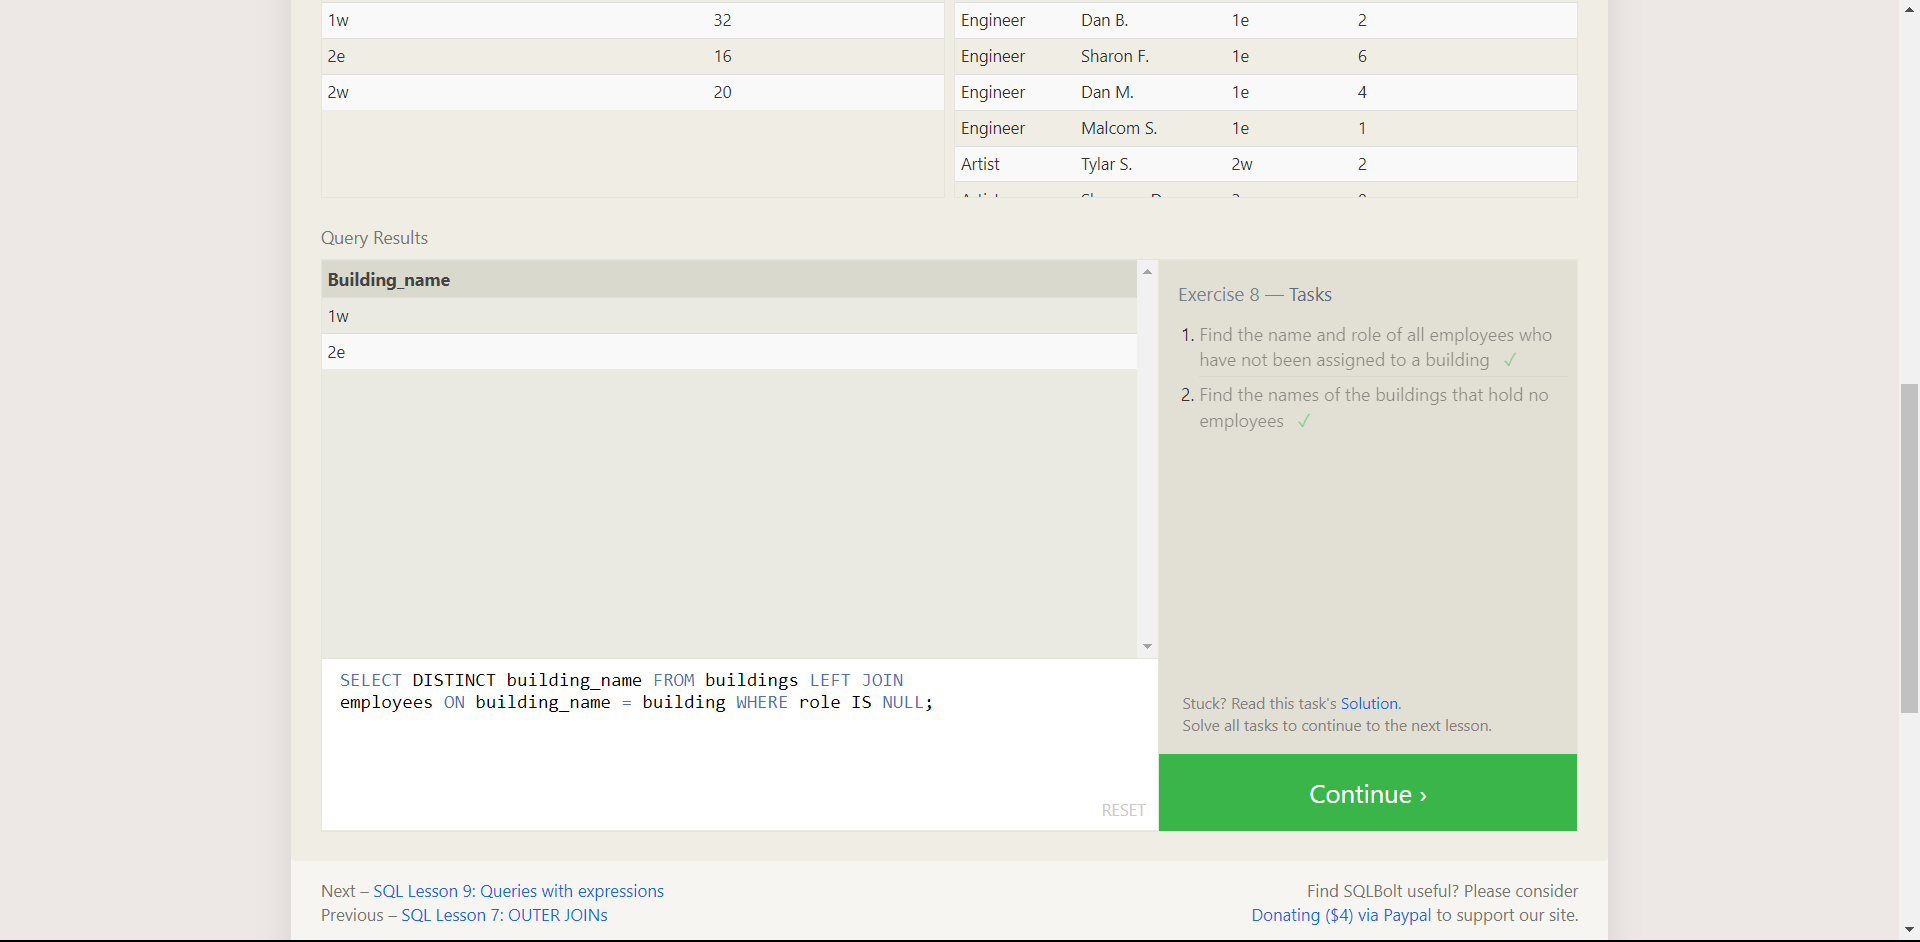 1w 32
2e 16
2w 20
Engineer Dan B. 1e 2
Engineer Sharon F. 1e 6
Engineer Dan M. 1e 4
Engineer Malcom S. 1e 1
Artist Tylar S. 2w 2
Query Results
Building_name
1w
2e
SELECT DISTINCT building_name FROM buildings LEFT JOIN
employees ON building_name = building WHERE role IS NULL;
RESET
Exercise 8 — Tasks
1. Find the name and role of all employees who
have not been assigned to a building ✓
2. Find the names of the buildings that hold no
employees ✓
Stuck? Read this task's Solution.
Solve all tasks to continue to the next lesson.
Continue ›
Next – SQL Lesson 9: Queries with expressions
Previous – SQL Lesson 7: OUTER JOINs
Find SQLBolt useful? Please consider
Donating ($4) via Paypal to support our site.